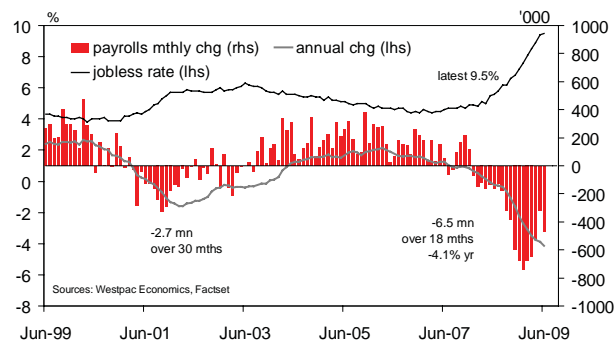 % '000
payrolls mthly chg (rhs) annual chg (lhs)
jobless rate (lhs)
latest 9.5%
10
8
6
4
2
0
-2
-4
-6
-8
1000
800
600
400
200
0
-200
-400
-600
-800
-1000
-2.7 mn
over 30 mths
-6.5 mn
over 18 mths
-4.1% yr
Sources: Westpac Economics, Factset
Jun-99 Jun-01 Jun-03 Jun-05 Jun-07 Jun-09